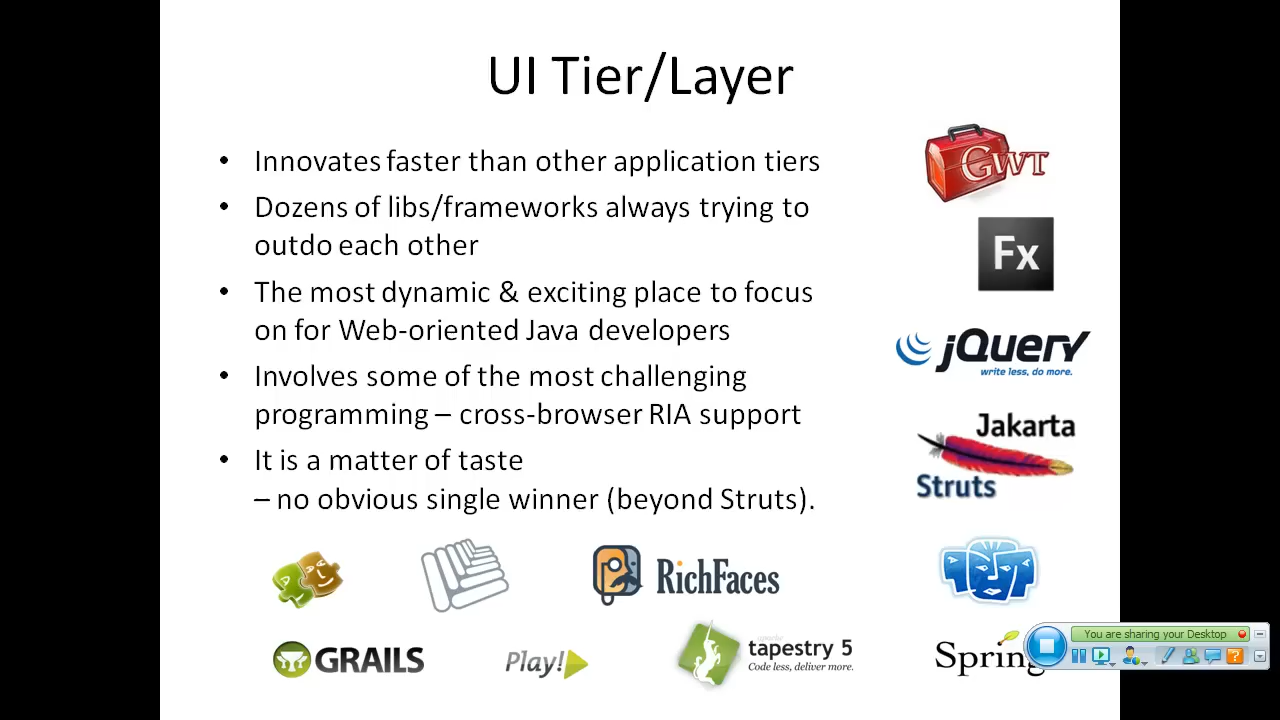 UI Tier/Layer
• Innovates faster than other application tiers
• Dozens of libs/frameworks always trying to
outdo each other
• The most dynamic & exciting place to focus
on for Web-oriented Java developers
• Involves some of the most challenging
programming – cross-browser RIA support
• It is a matter of taste
– no obvious single winner (beyond Struts).
GWT
Fx
jQuery
write less, do more.
Jakarta
Struts
RichFaces
GRAILS
Play!
apache
tapestry 5
Code less, deliver more.
Spring
You are sharing your Desktop
?